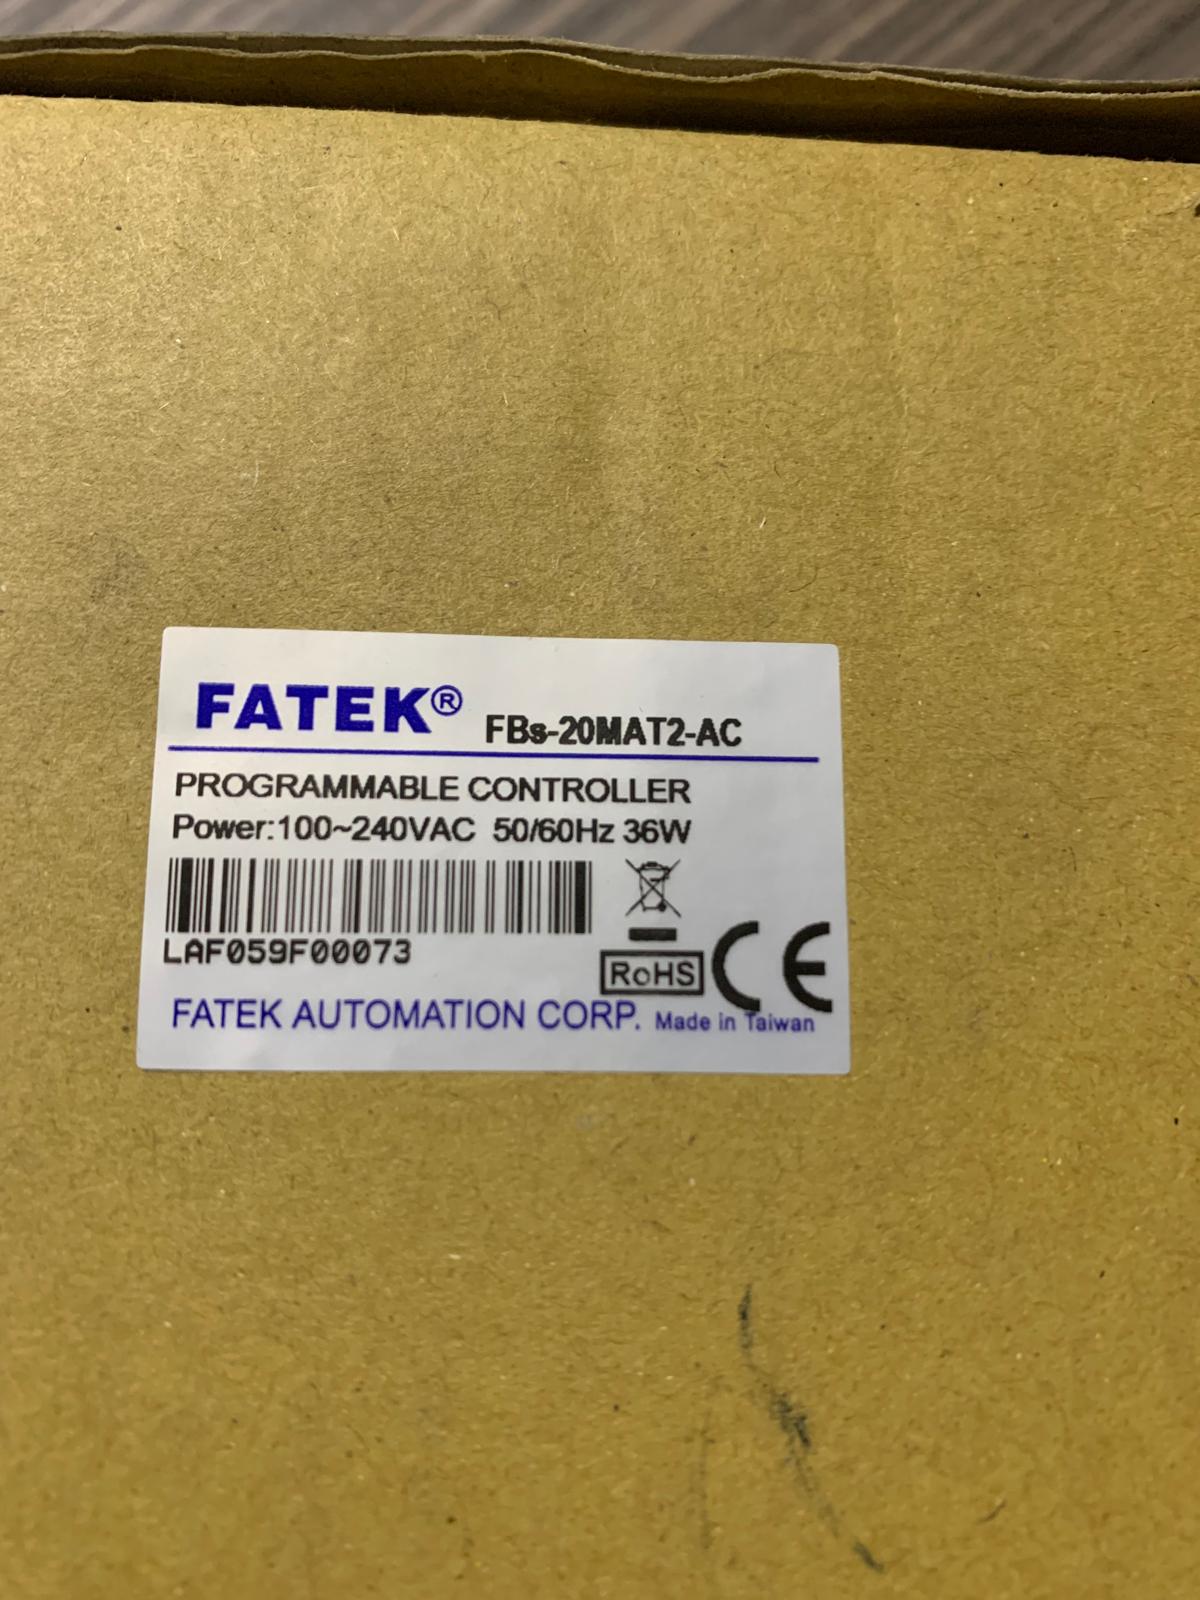 FATEK® FBs-20MAT2-AC
PROGRAMMABLE CONTROLLER
Power:100~240VAC 50/60Hz 36W
LAF059F00073
RoHS CE
FATEK AUTOMATION CORP. Made in Taiwan